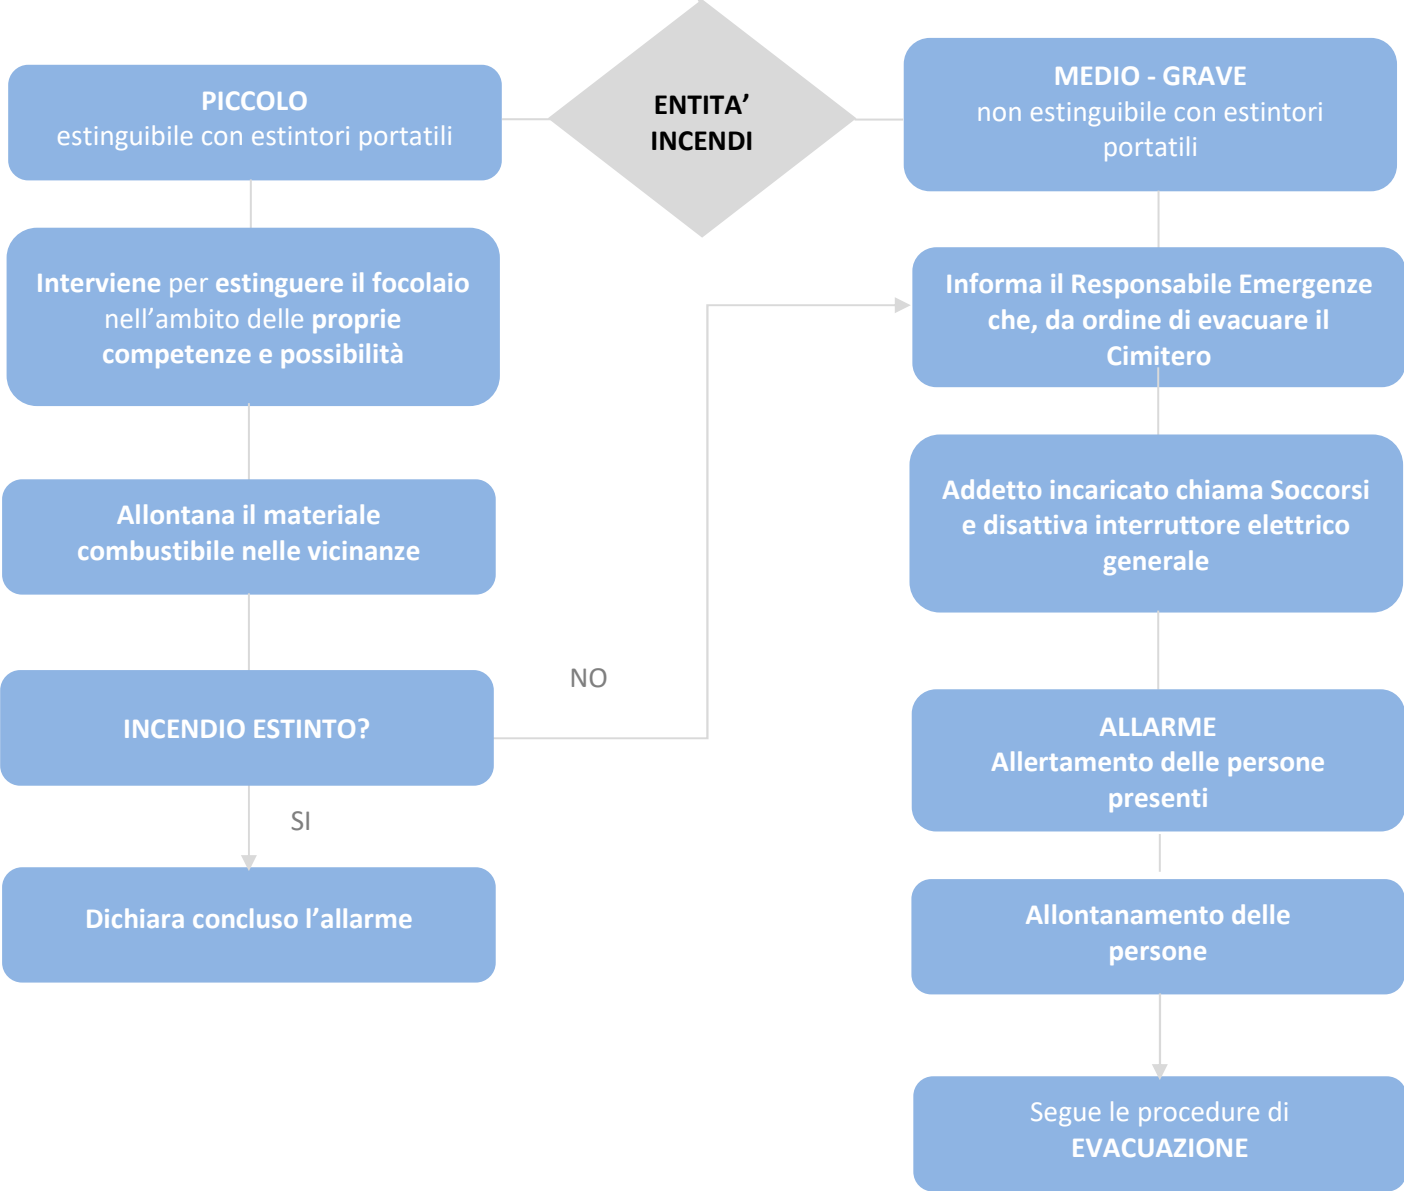 ENTITA’
INCENDI
PICCOLO
estinguibile con estintori portatili
Interviene per estinguere il focolaio
nell’ambito delle proprie
competenze e possibilità
Allontana il materiale
combustibile nelle vicinanze
INCENDIO ESTINTO?
NO
SI
Dichiara concluso l’allarme
MEDIO - GRAVE
non estinguibile con estintori
portatili
Informa il Responsabile Emergenze
che, da ordine di evacuare il
Cimitero
Addetto incaricato chiama Soccorsi
e disattiva interruttore elettrico
generale
ALLARME
Allertamento delle persone
presenti
Allontanamento delle
persone
Segue le procedure di
EVACUAZIONE